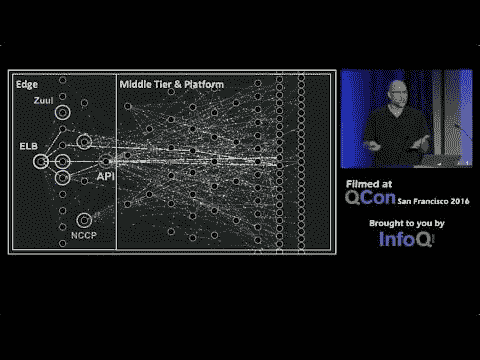 Edge
Middle Tier & Platform
Zuul
ELB
API
NCCP
Filmed at
QCon San Francisco 2016
Brought to you by
InfoQ